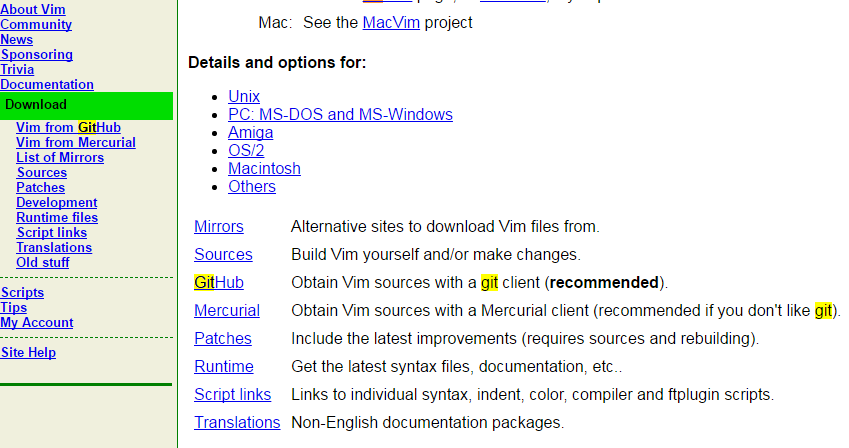 About Vim
Community
News
Sponsoring
Trivia
Documentation
Download
Vim from GitHub
Vim from Mercurial
List of Mirrors
Sources
Patches
Development
Runtime files
Script links
Translations
Old stuff
Scripts
Tips
My Account
Site Help
Mac: See the MacVim project
Details and options for:
Unix
PC: MS-DOS and MS-Windows
Amiga
OS/2
Macintosh
Others
Mirrors Alternative sites to download Vim files from.
Sources Build Vim yourself and/or make changes.
GitHub Obtain Vim sources with a git client (recommended).
Mercurial Obtain Vim sources with a Mercurial client (recommended if you don't like git).
Patches Include the latest improvements (requires sources and rebuilding).
Runtime Get the latest syntax files, documentation, etc..
Script links Links to individual syntax, indent, color, compiler and ftplugin scripts.
Translations Non-English documentation packages.